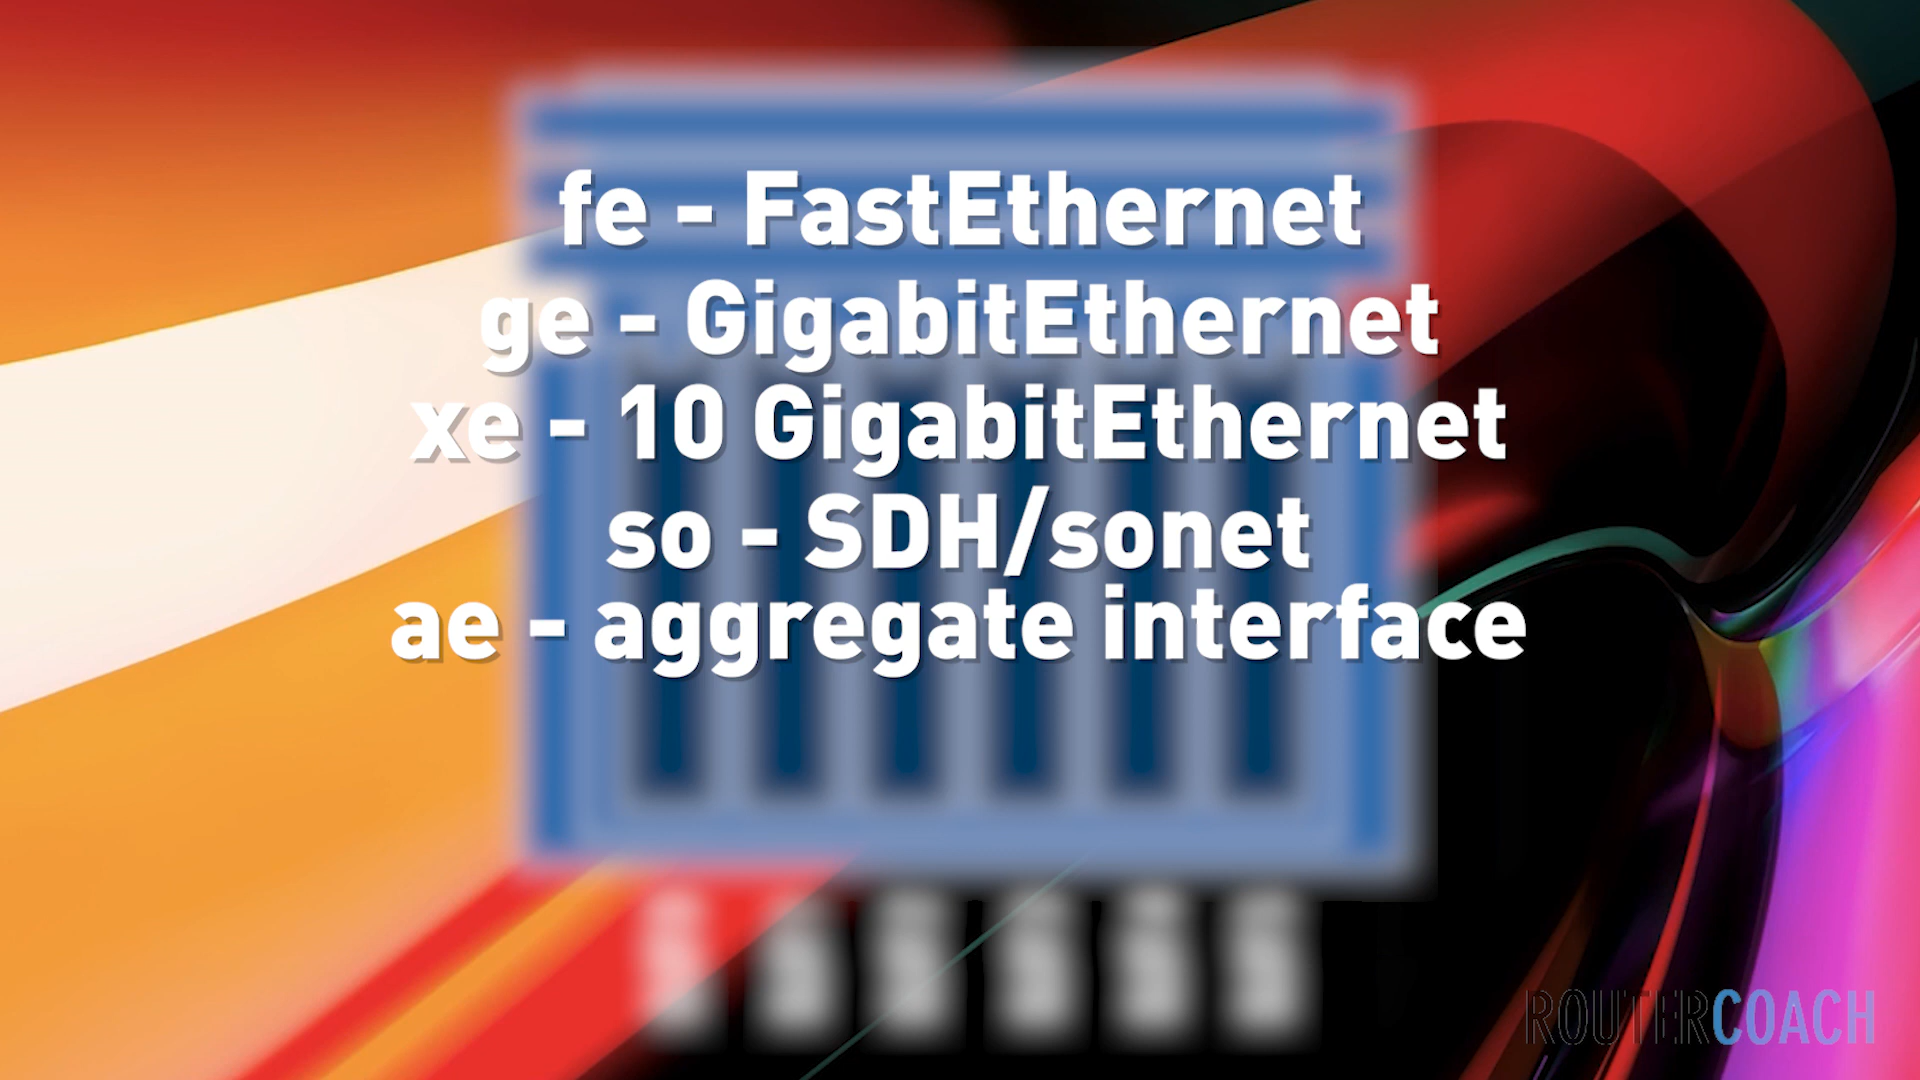 fe - FastEthernet
ge - GigabitEthernet
xe - 10 GigabitEthernet
so - SDH/sonet
ae - aggregate interface
ROUTERCOACH